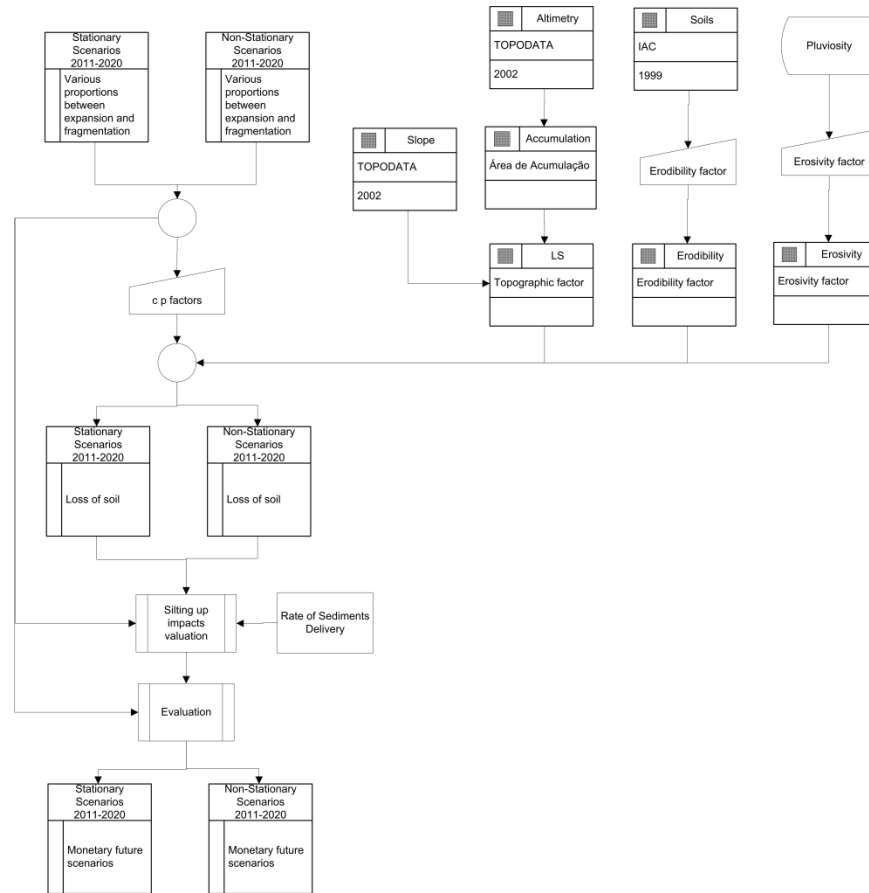 Stationary
Scenarios
2011-2020
Various
proportions
between
expansion and
fragmentation
Non-Stationary
Scenarios
2011-2020
Various
proportions
between
expansion and
fragmentation
Altimetry
TOPODATA
2002
Soils
IAC
1999
Pluviosity
Slope
TOPODATA
2002
Accumulation
Área de Acumulação
Erodibility factor
Erosivity factor
LS
Topographic factor
Erodibility
Erodibility factor
Erosivity
Erosivity factor
c p factors
Stationary
Scenarios
2011-2020
Loss of soil
Non-Stationary
Scenarios
2011-2020
Loss of soil
Silting up
impacts
valuation
Rate of Sediments
Delivery
Evaluation
Stationary
Scenarios
2011-2020
Monetary future
scenarios
Non-Stationary
Scenarios
2011-2020
Monetary future
scenarios